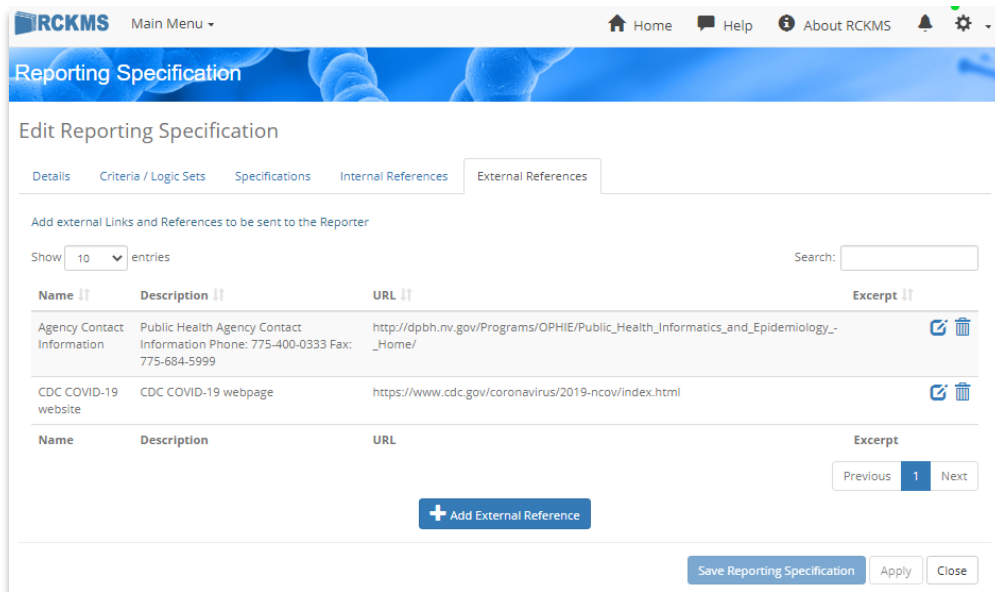 RCKMS Main Menu Home Help About RCKMS
Reporting Specification
Edit Reporting Specification
Details Criteria / Logic Sets Specifications Internal References External References
Add external Links and References to be sent to the Reporter
Show 10 entries Search:
Name Description URL Excerpt
Agency Contact Public Health Agency Contact http://dpbh.nv.gov/Programs/OPHIE/Public_Health_Informatics_and_Epidemiology_-
Information Information Phone: 775-400-0333 Fax: _Home/
775-684-5999
CDC COVID-19 CDC COVID-19 webpage https://www.cdc.gov/coronavirus/2019-ncov/index.html
website
Name Description URL Excerpt
Previous 1 Next
Add External Reference
Save Reporting Specification Apply Close